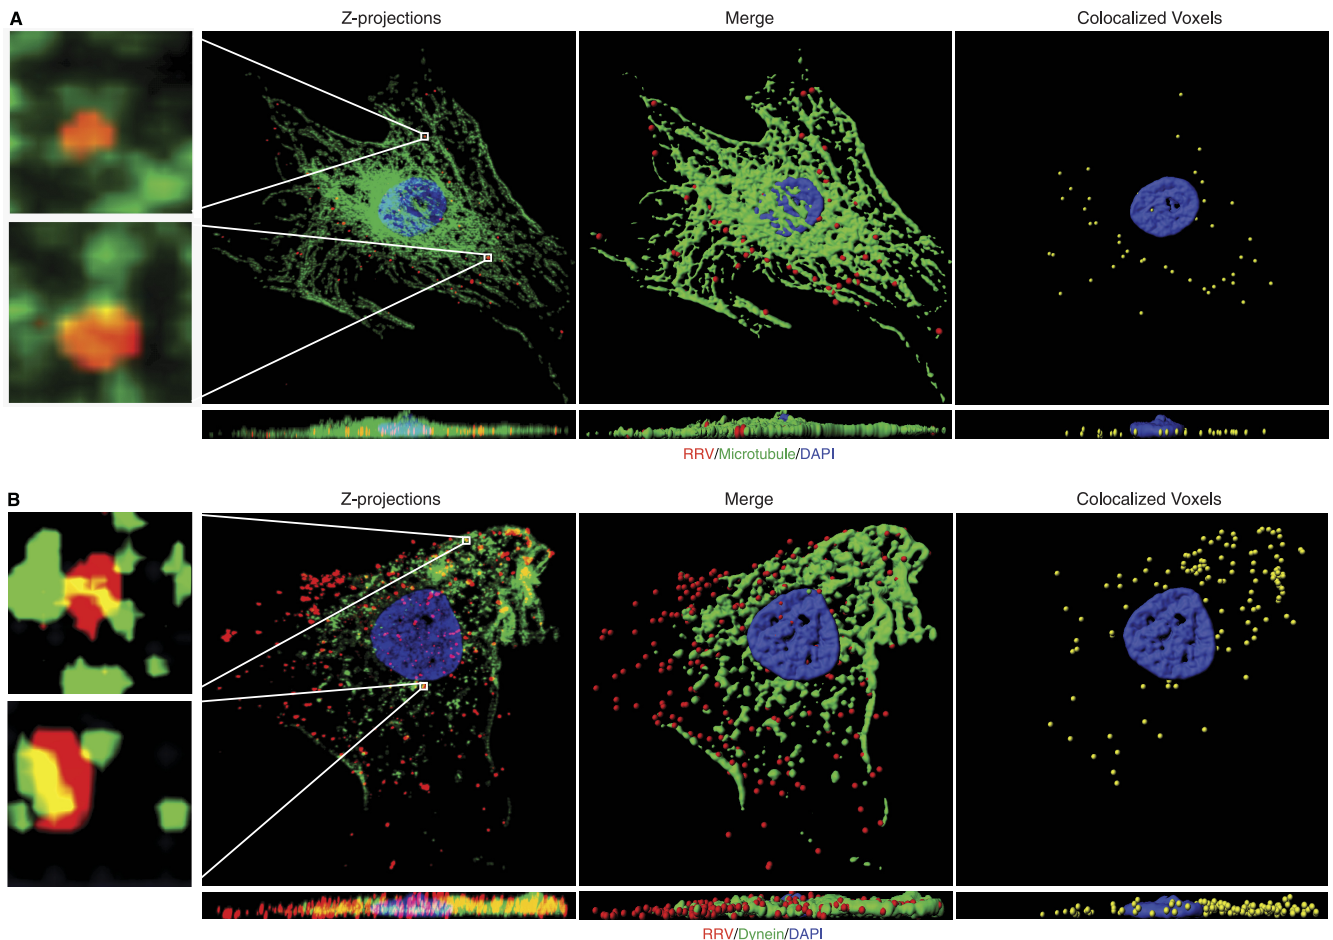 A
Z-projections
Merge
Colocalized Voxels
RRV/Microtubule/DAPI
B
Z-projections
Merge
Colocalized Voxels
RRV/Dynein/DAPI